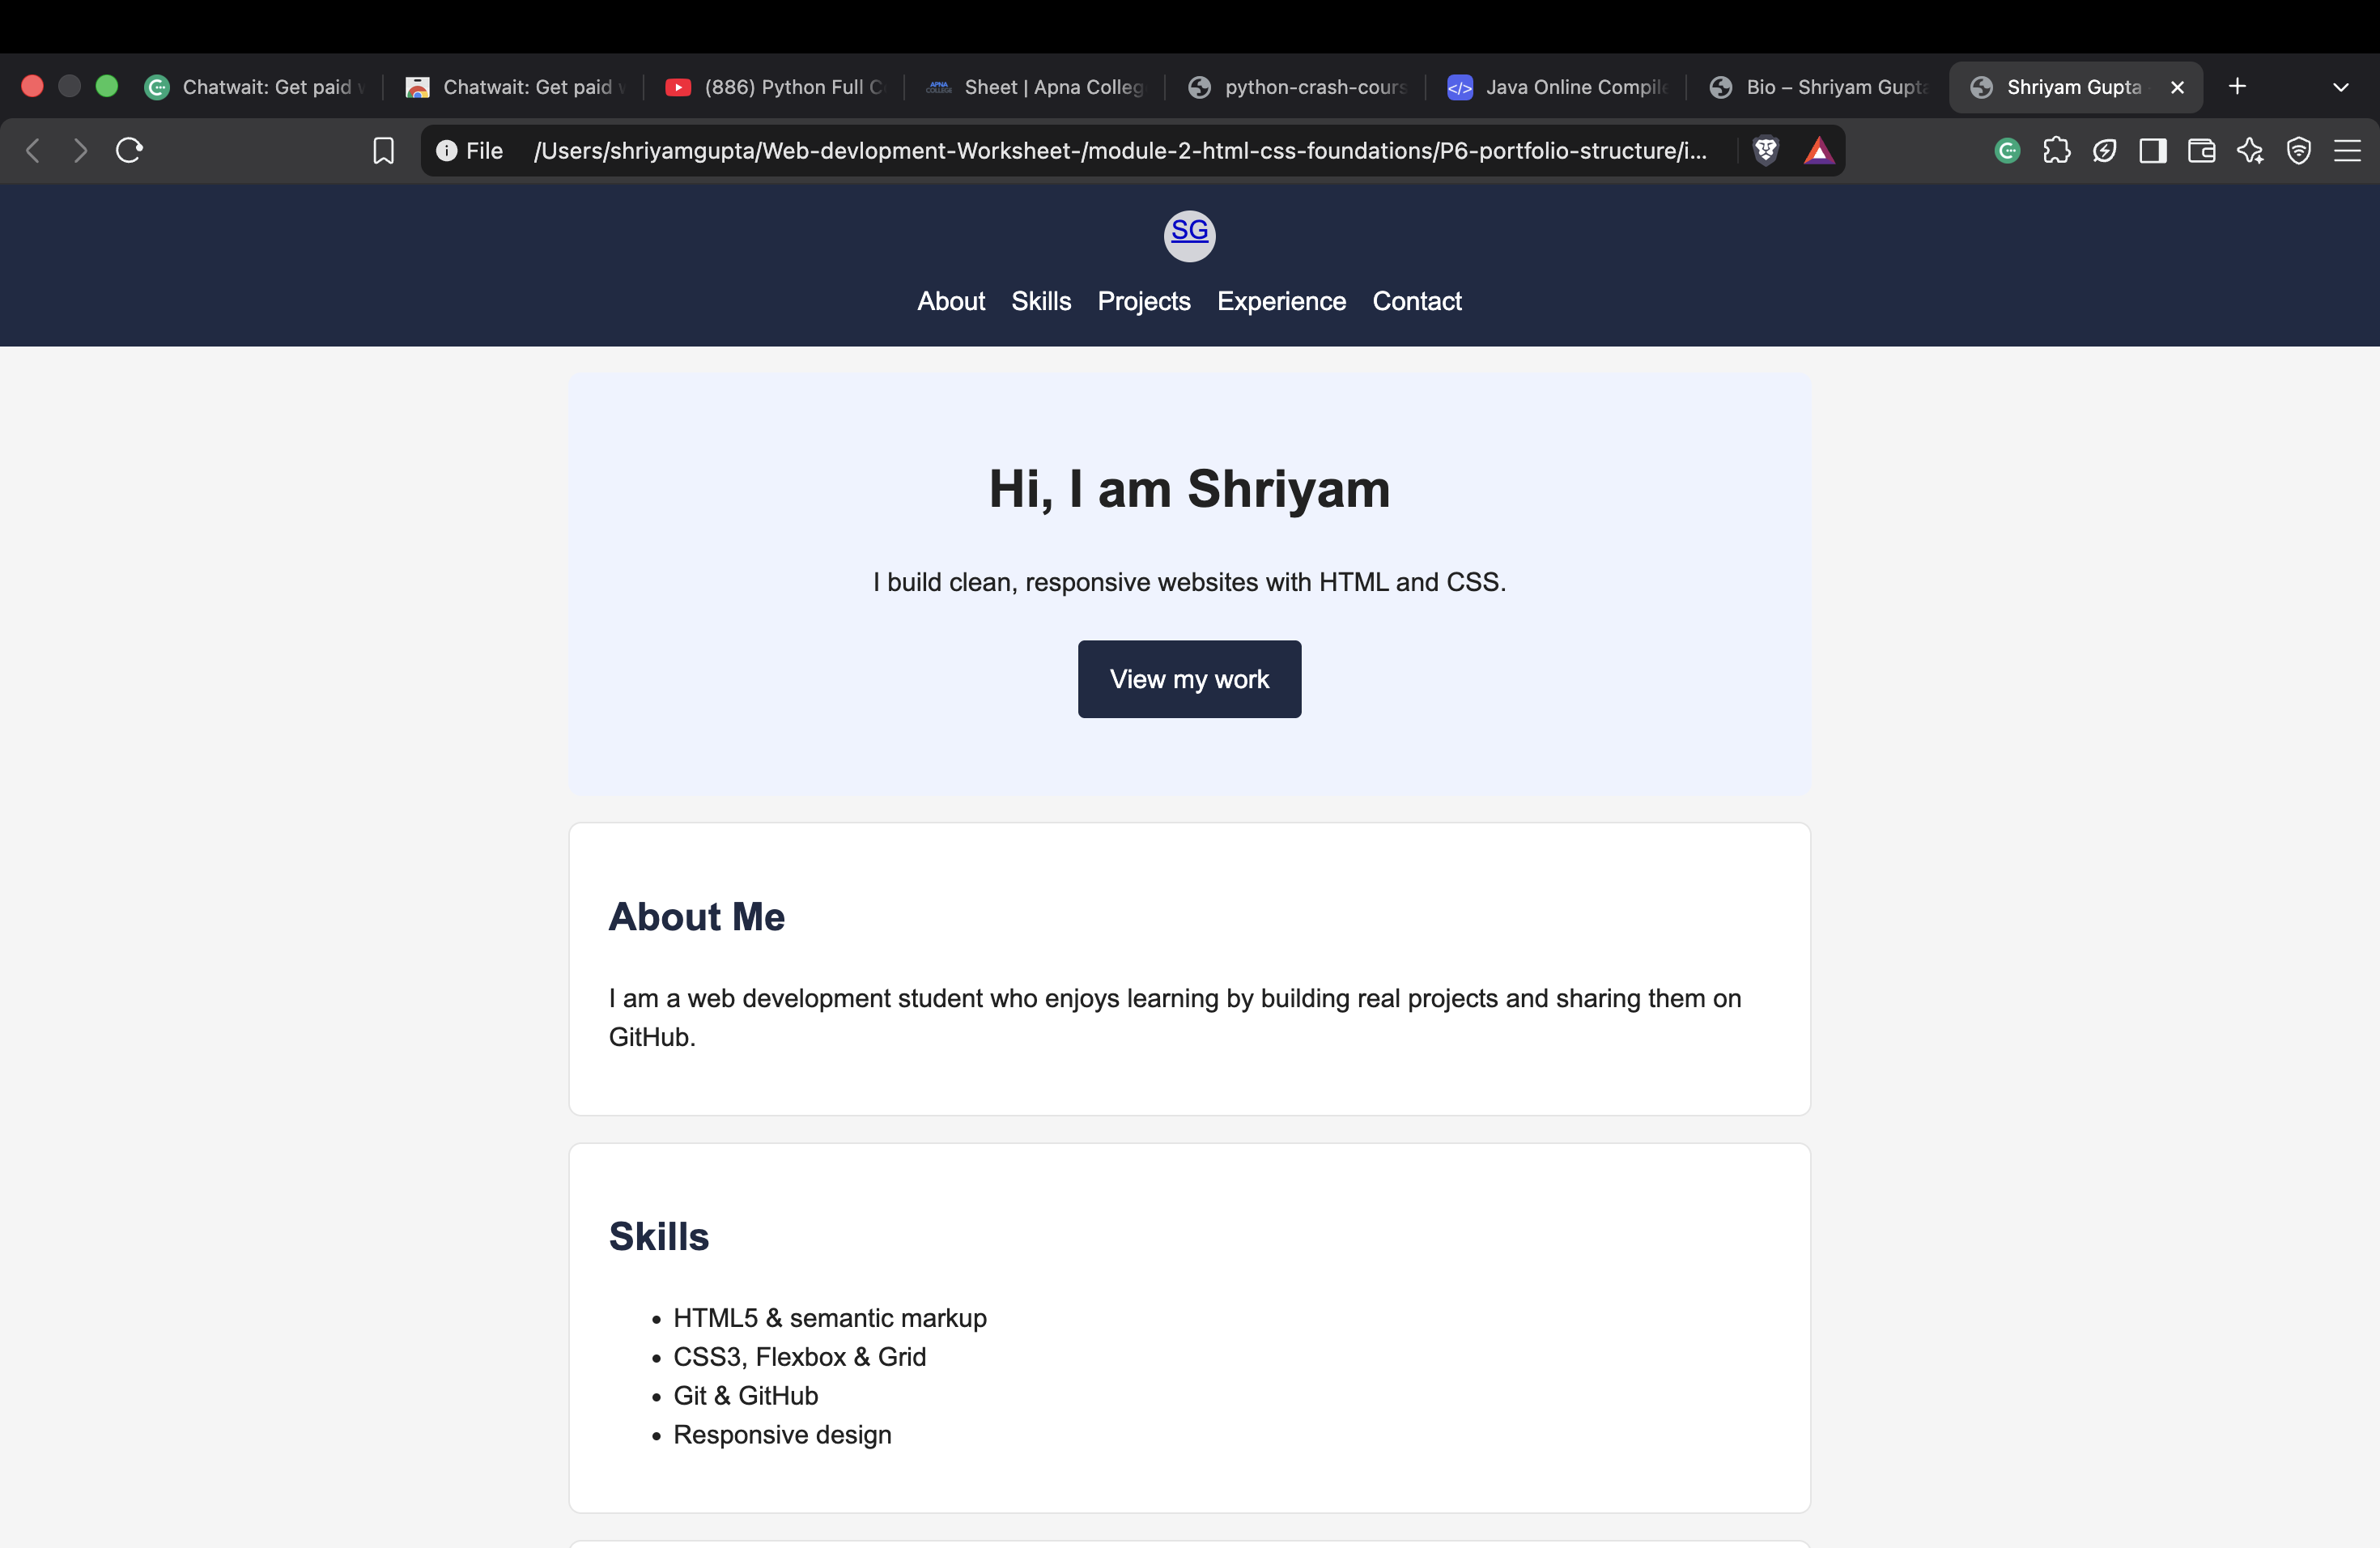 Chatwait: Get paid
Chatwait: Get paid
(886) Python Full C
Sheet | Apna Colleg
python-crash-cours
Java Online Compile
Bio – Shriyam Gupta
Shriyam Gupta
File /Users/shriyamgupta/Web-devlopment-Worksheet-/module-2-html-css-foundations/P6-portfolio-structure/i...
SG
About Skills Projects Experience Contact
Hi, I am Shriyam
I build clean, responsive websites with HTML and CSS.
View my work
About Me
I am a web development student who enjoys learning by building real projects and sharing them on
GitHub.
Skills
• HTML5 & semantic markup
• CSS3, Flexbox & Grid
• Git & GitHub
• Responsive design